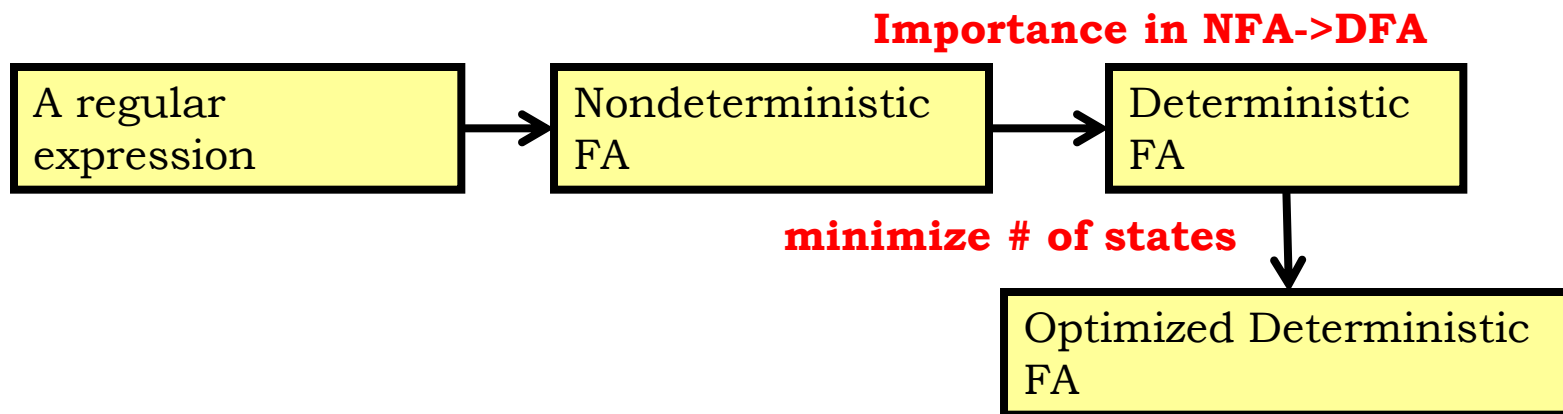 Importance in NFA->DFA
A regular
expression
Nondeterministic
FA
Deterministic
FA
minimize # of states
Optimized Deterministic
FA